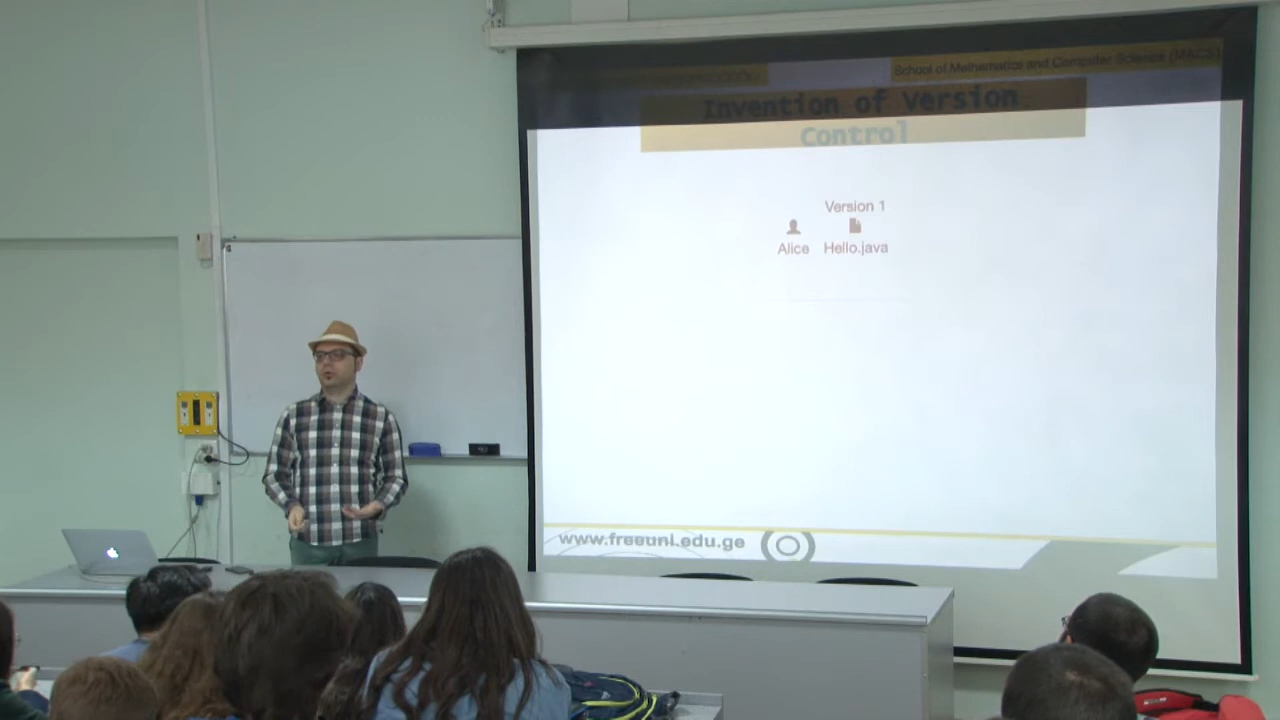 School of Mathematics and Computer Science (MACS)
Invention of Version
Control
Version 1
Alice Hello.java
www.freeuni.edu.ge